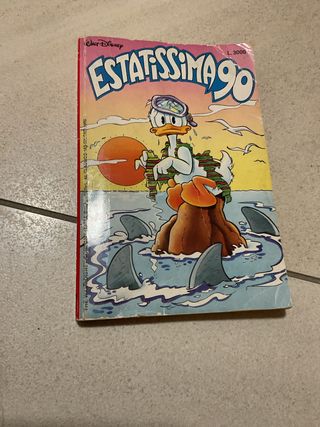 Walt Disney
L. 3000
ESTATISSIMA 90